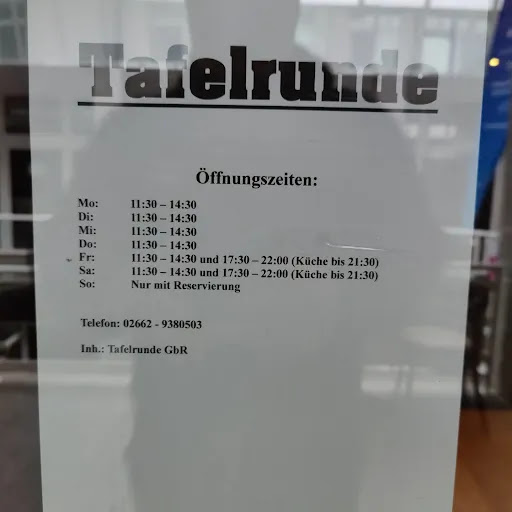 Tafelrunde
Öffnungszeiten:
Mo: 11:30 – 14:30
Di: 11:30 – 14:30
Mi: 11:30 – 14:30
Do: 11:30 – 14:30
Fr: 11:30 – 14:30 und 17:30 – 22:00 (Küche bis 21:30)
Sa: 11:30 – 14:30 und 17:30 – 22:00 (Küche bis 21:30)
So: Nur mit Reservierung
Telefon: 02662 - 9380503
Inh.: Tafelrunde GbR